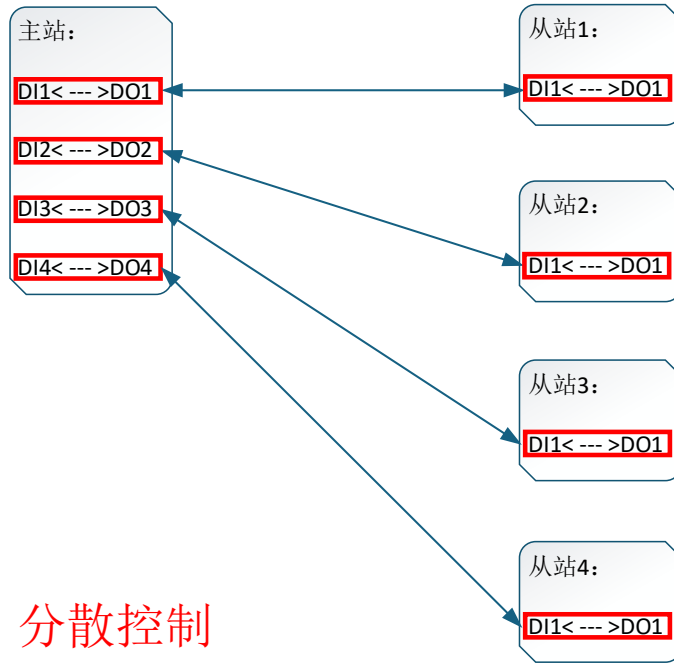 主站：
DI1< --- >DO1
DI2< --- >DO2
DI3< --- >DO3
DI4< --- >DO4
从站1：
DI1< --- >DO1
从站2：
DI1< --- >DO1
从站3：
DI1< --- >DO1
从站4：
DI1< --- >DO1
分散控制